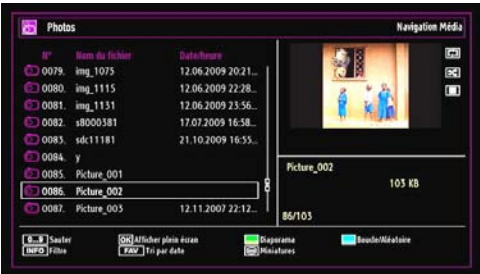 Photos
Navigation Média
N° Nom du fichier Date/heure
0079. img_1075 12.06.2009 20:21...
0080. img_1115 12.06.2009 22:28...
0081. img_1131 12.06.2009 23:56...
0082. s8000381 17.07.2009 16:58...
0083. sdc11181 21.10.2009 16:55...
0084. y
0085. Picture_001
0086. Picture_002
0087. Picture_003 12.11.2007 22:12...
Picture_002
103 KB
86/103
0...9 Sauter OK Afficher plein écran Diaporama Boucle/Aléatoire
INFO Filtre FAV Tri par date Miniatures